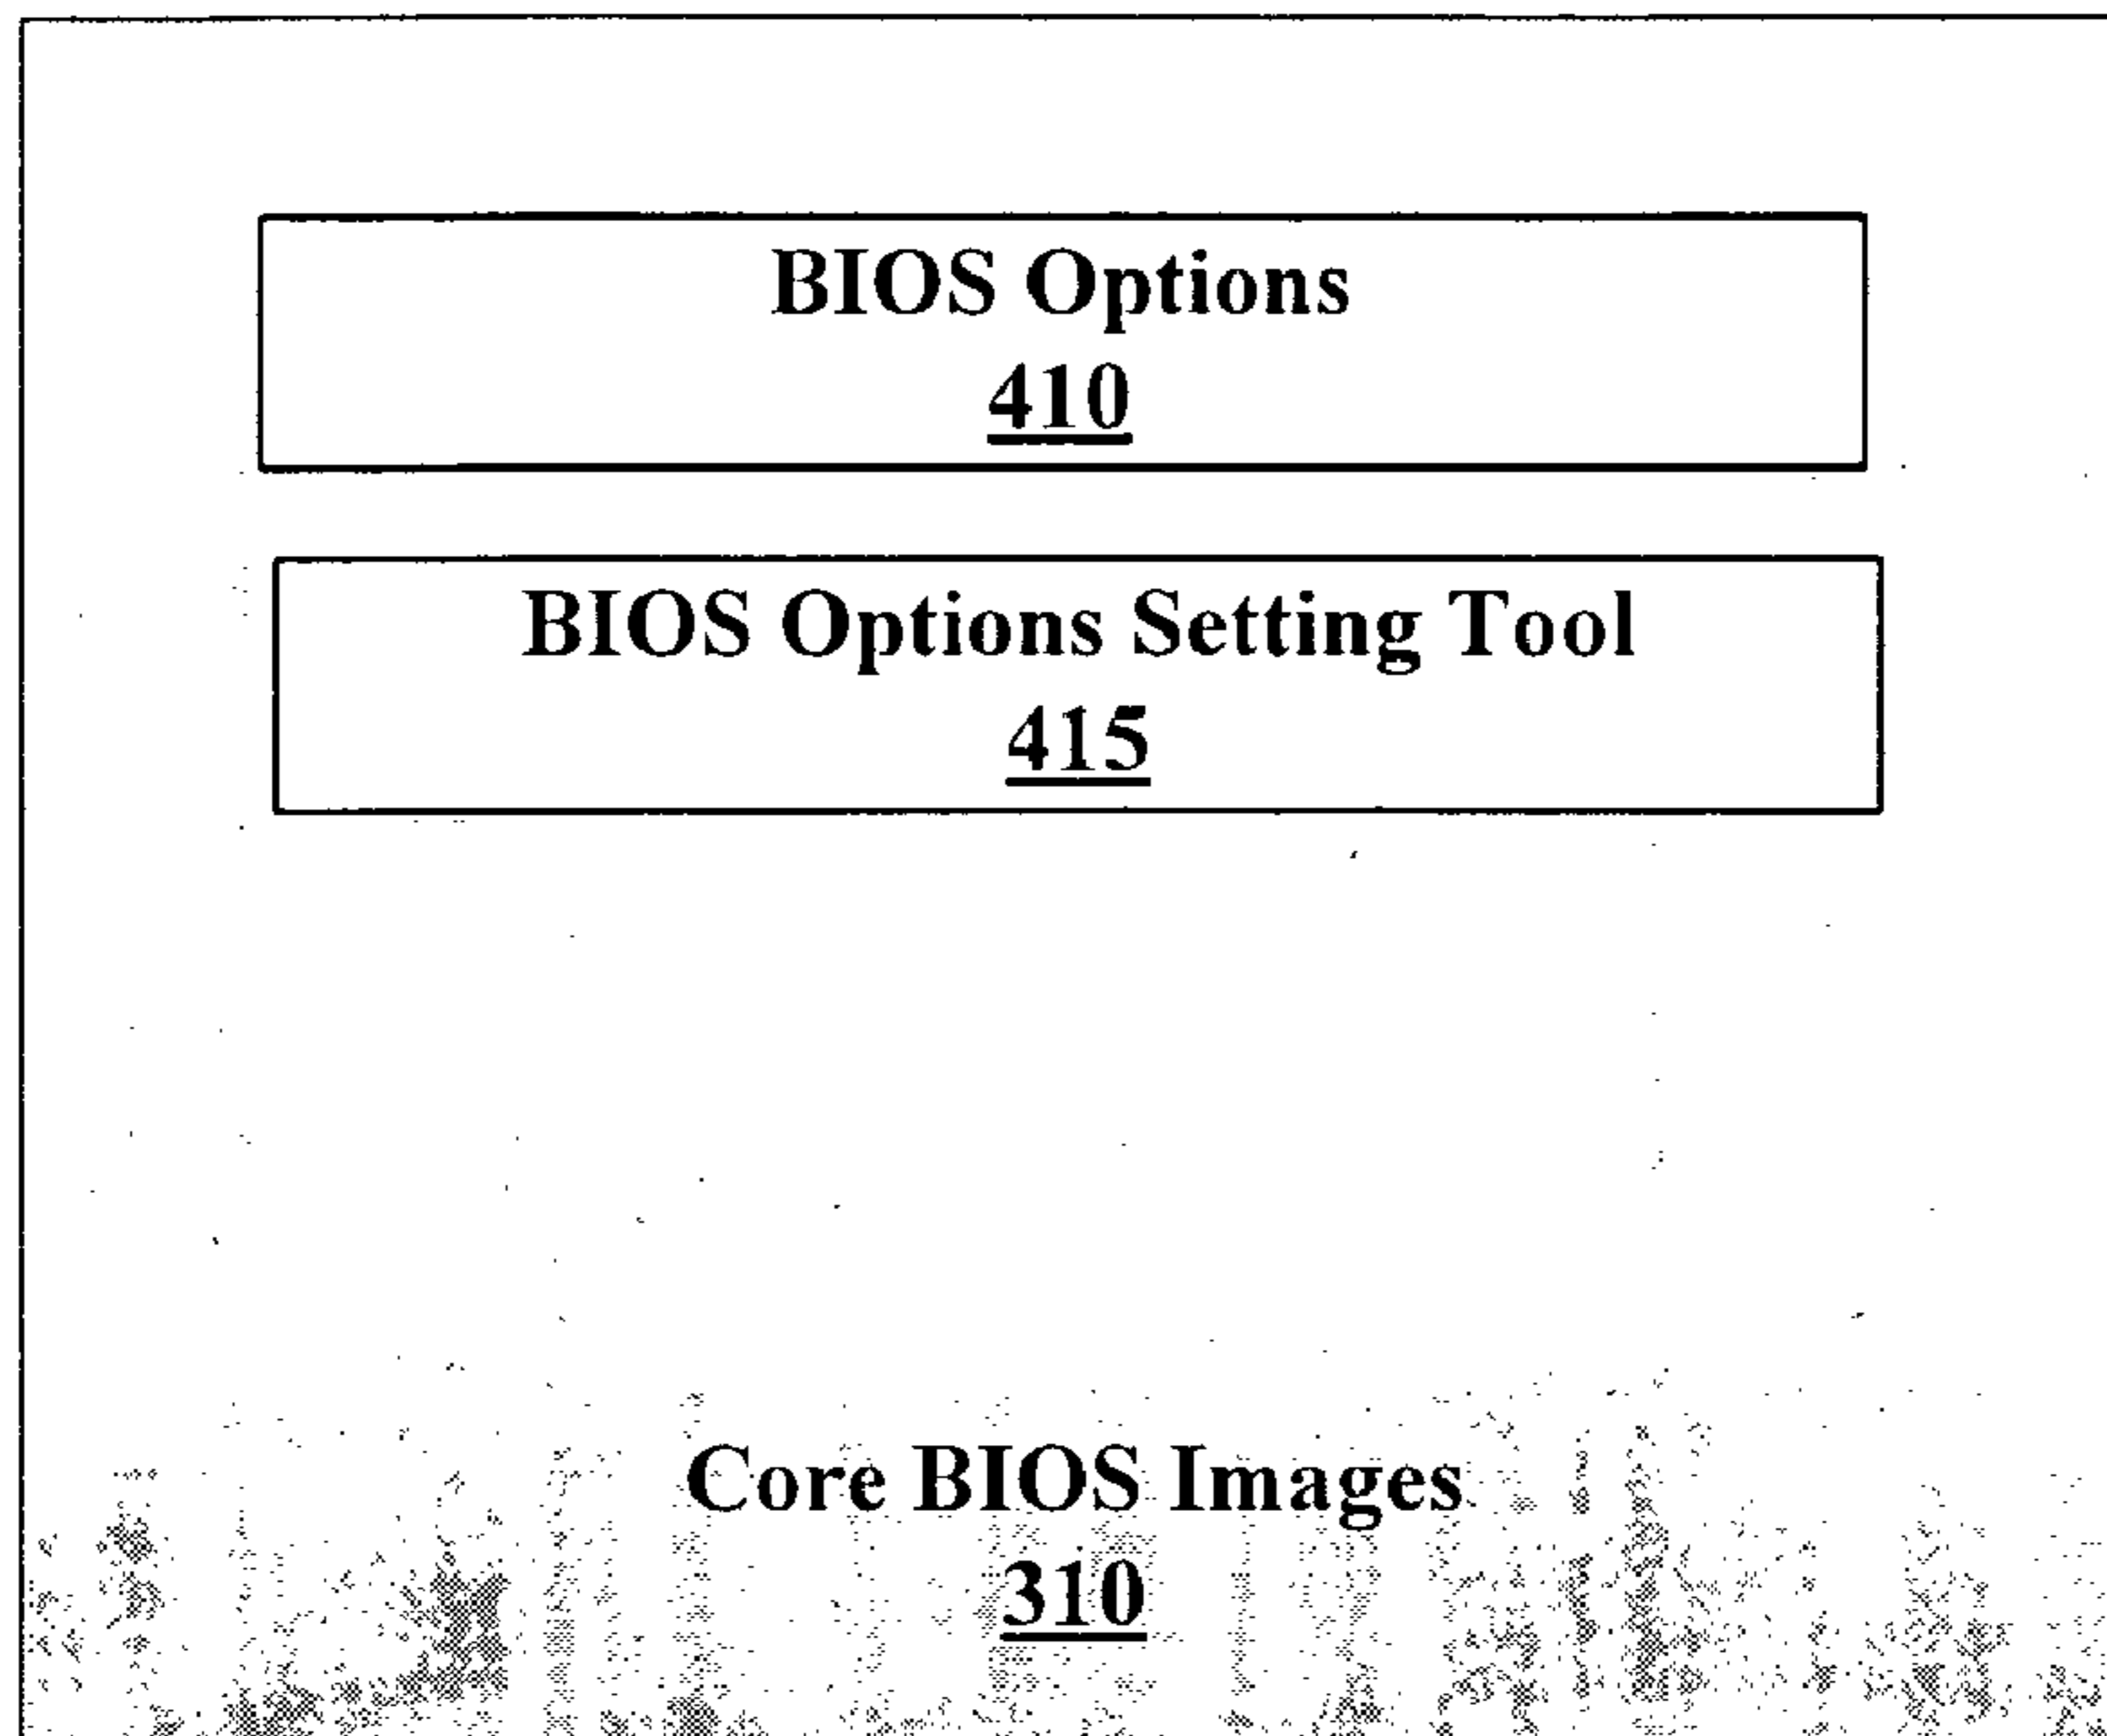 BIOS Options
410
BIOS Options Setting Tool
415
Core BIOS Images
310